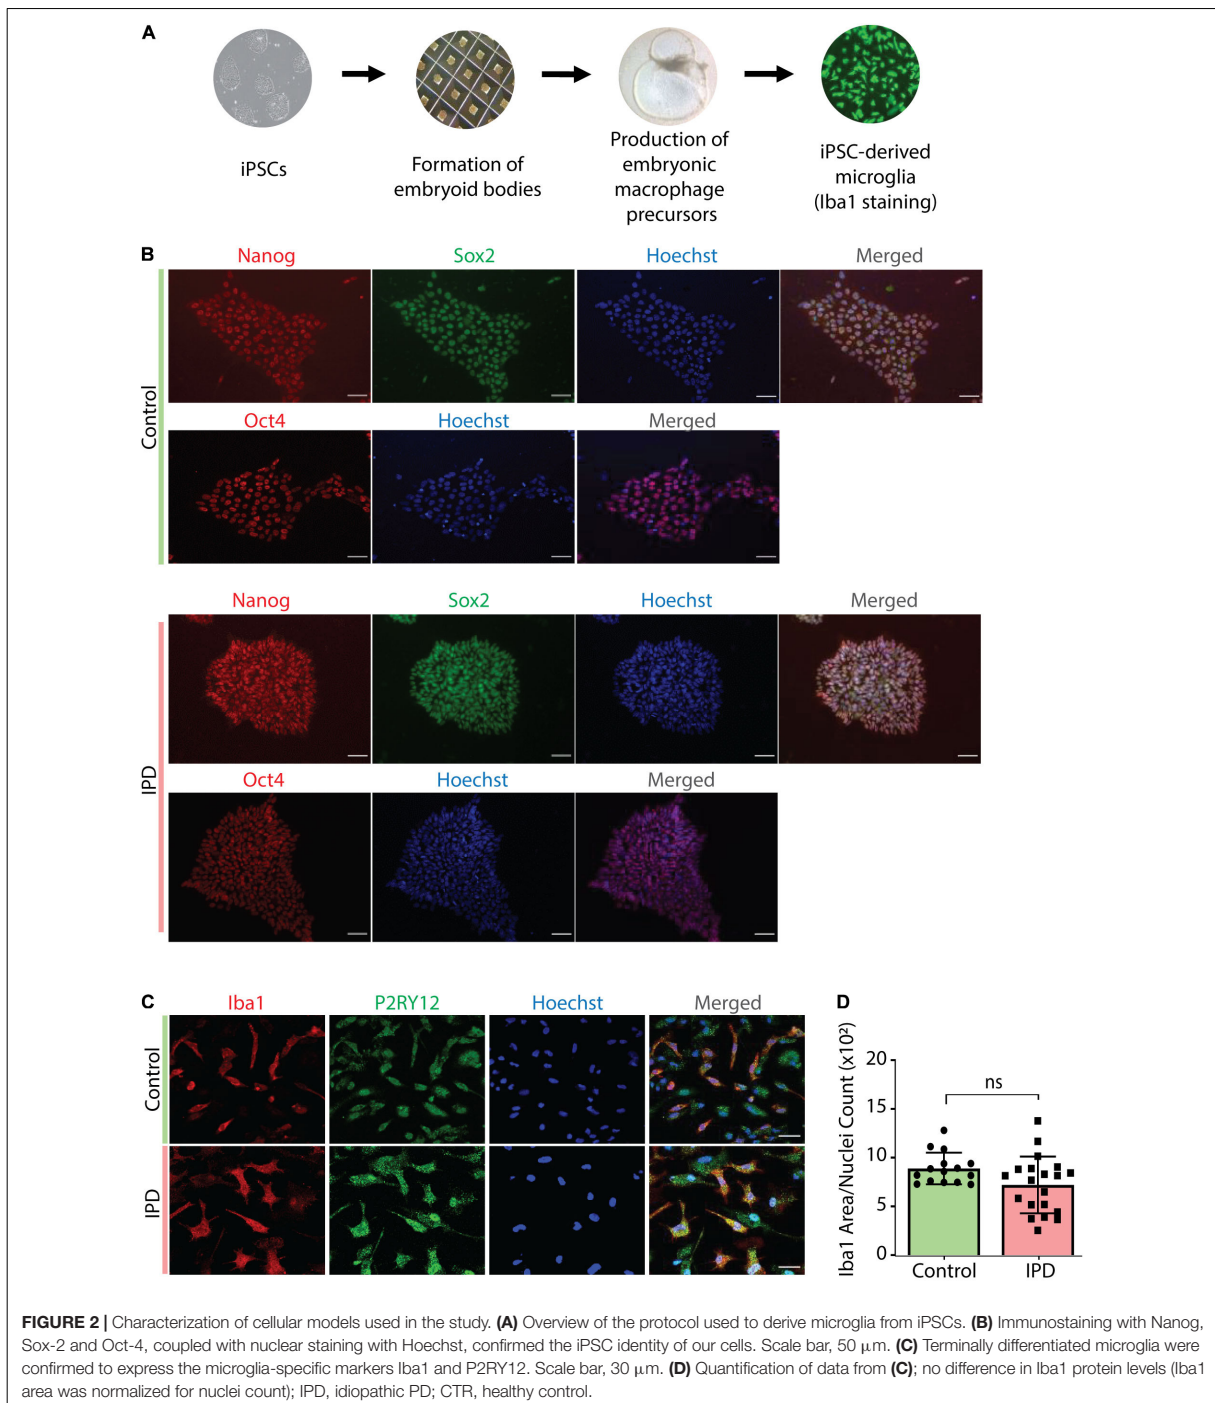 A
iPSCs
Formation of
embryoid bodies
Production of
embryonic
macrophage
precursors
iPSC-derived
microglia
(Iba1 staining)
B
Nanog Sox2 Hoechst Merged
Control
Oct4 Hoechst Merged
Nanog Sox2 Hoechst Merged
IPD
Oct4 Hoechst Merged
C
Iba1 P2RY12 Hoechst Merged
Control
IPD
D
Iba1 Area/Nuclei Count (x10²)
20
15
10
5
0
ns
Control IPD
FIGURE 2 | Characterization of cellular models used in the study. (A) Overview of the protocol used to derive microglia from iPSCs. (B) Immunostaining with Nanog,
Sox-2 and Oct-4, coupled with nuclear staining with Hoechst, confirmed the iPSC identity of our cells. Scale bar, 50 μm. (C) Terminally differentiated microglia were
confirmed to express the microglia-specific markers Iba1 and P2RY12. Scale bar, 30 μm. (D) Quantification of data from (C); no difference in Iba1 protein levels (Iba1
area was normalized for nuclei count); IPD, idiopathic PD; CTR, healthy control.